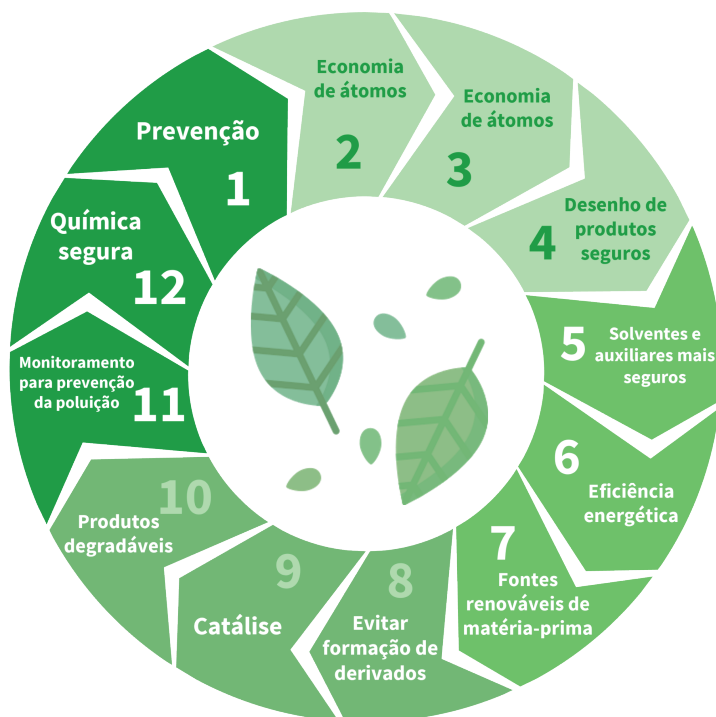 Prevenção
1
Economia
de átomos
2
Economia
de átomos
3
Desenho de
produtos
seguros
4
5
Solventes e
auxiliares mais
seguros
6
Eficiência
energética
7
Fontes
renováveis de
matéria-prima
8
Evitar
formação de
derivados
9
Catálise
10
Produtos
degradáveis
Monitoramento
para prevenção
da poluição
11
Química
segura
12